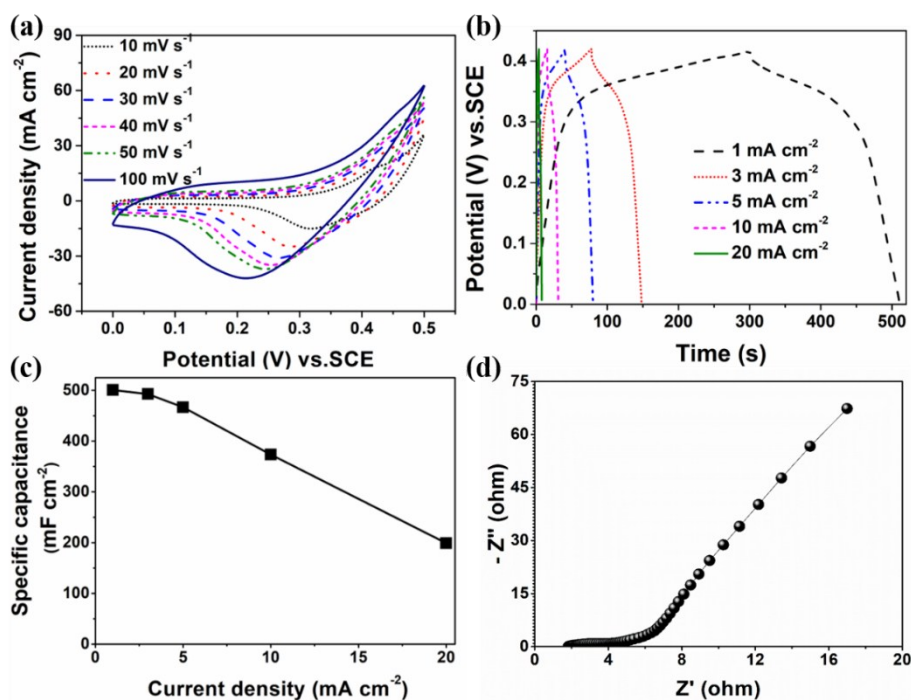 (a)
90
60
30
0
-30
-60
Current density (mA cm-2)
10 mV s-1
20 mV s-1
30 mV s-1
40 mV s-1
50 mV s-1
100 mV s-1
0.0 0.1 0.2 0.3 0.4 0.5
Potential (V) vs.SCE
(b)
0.4
0.2
0.0
Potential (V) vs.SCE
1 mA cm-2
3 mA cm-2
5 mA cm-2
10 mA cm-2
20 mA cm-2
0 100 200 300 400 500
Time (s)
(c)
500
400
300
200
100
0
Specific capacitance
(mF cm-2)
5 10 15 20
Current density (mA cm-2)
(d)
75
60
45
30
15
0
- Z'' (ohm)
0 4 8 12 16 20
Z' (ohm)